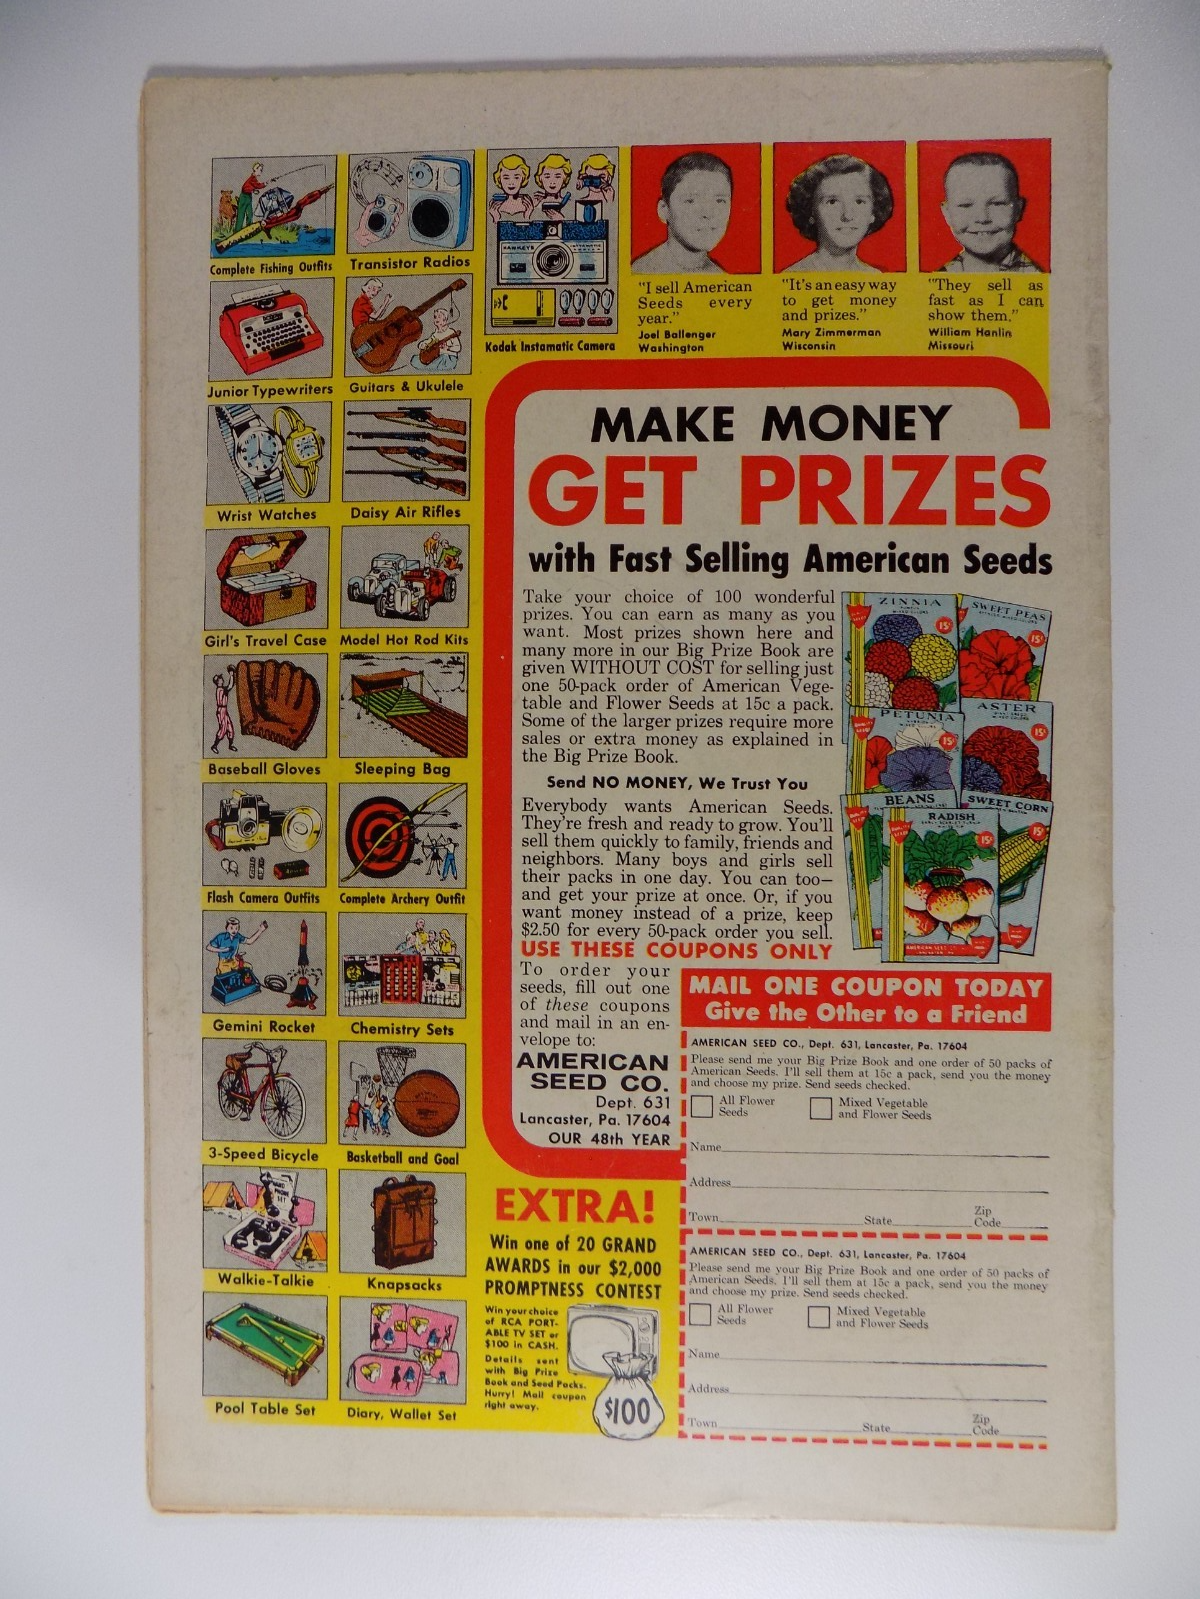 Complete Fishing Outfits
Transistor Radios
HAWKEYE
INSTAMATIC
Kodak Instamatic Camera
Junior Typewriters
Guitars & Ukulele
Wrist Watches
Daisy Air Rifles
Girl's Travel Case
Model Hot Rod Kits
Baseball Gloves
Sleeping Bag
Flash Camera Outfits
Complete Archery Outfit
Gemini Rocket
Chemistry Sets
3-Speed Bicycle
Basketball and Goal
Walkie-Talkie
Knapsacks
Pool Table Set
Diary, Wallet Set
"I sell American
Seeds every
year."
Joel Ballenger
Washington
"It's an easy way
to get money
and prizes."
Mary Zimmerman
Wisconsin
"They sell as
fast as I can
show them."
William Hanlin
Missouri
MAKE MONEY
GET PRIZES
with Fast Selling American Seeds
Take your choice of 100 wonderful
prizes. You can earn as many as you
want. Most prizes shown here and
many more in our Big Prize Book are
given WITHOUT COST for selling just
one 50-pack order of American Vege-
table and Flower Seeds at 15c a pack.
Some of the larger prizes require more
sales or extra money as explained in
the Big Prize Book.
Send NO MONEY, We Trust You
Everybody wants American Seeds.
They're fresh and ready to grow. You'll
sell them quickly to family, friends and
neighbors. Many boys and girls sell
their packs in one day. You can too—
and get your prize at once. Or, if you
want money instead of a prize, keep
$2.50 for every 50-pack order you sell.
USE THESE COUPONS ONLY
To order your
seeds, fill out one
of these coupons
and mail in an en-
velope to:
AMERICAN
SEED CO.
Dept. 631
Lancaster, Pa. 17604
OUR 48th YEAR
ZINNIA
15¢
SWEET PEAS
15¢
PETUNIA
15¢
ASTER
15¢
BEANS
SWEET CORN
15¢
RADISH
15¢
MAIL ONE COUPON TODAY
Give the Other to a Friend
AMERICAN SEED CO., Dept. 631, Lancaster, Pa. 17604
Please send me your Big Prize Book and one order of 50 packs of
American Seeds. I'll sell them at 15c a pack, send you the money
and choose my prize. Send seeds checked.
All Flower
Seeds
Mixed Vegetable
and Flower Seeds
Name
Address
Town State Zip Code
AMERICAN SEED CO., Dept. 631, Lancaster, Pa. 17604
Please send me your Big Prize Book and one order of 50 packs of
American Seeds. I'll sell them at 15c a pack, send you the money
and choose my prize. Send seeds checked.
All Flower
Seeds
Mixed Vegetable
and Flower Seeds
Name
Address
Town State Zip Code
EXTRA!
Win one of 20 GRAND
AWARDS in our $2,000
PROMPTNESS CONTEST
Win your choice
of RCA PORT-
ABLE TV SET or
$100 in CASH.
Details sent
with Big Prize
Book and Seed Packs.
Hurry! Mail coupon
right away.
$100